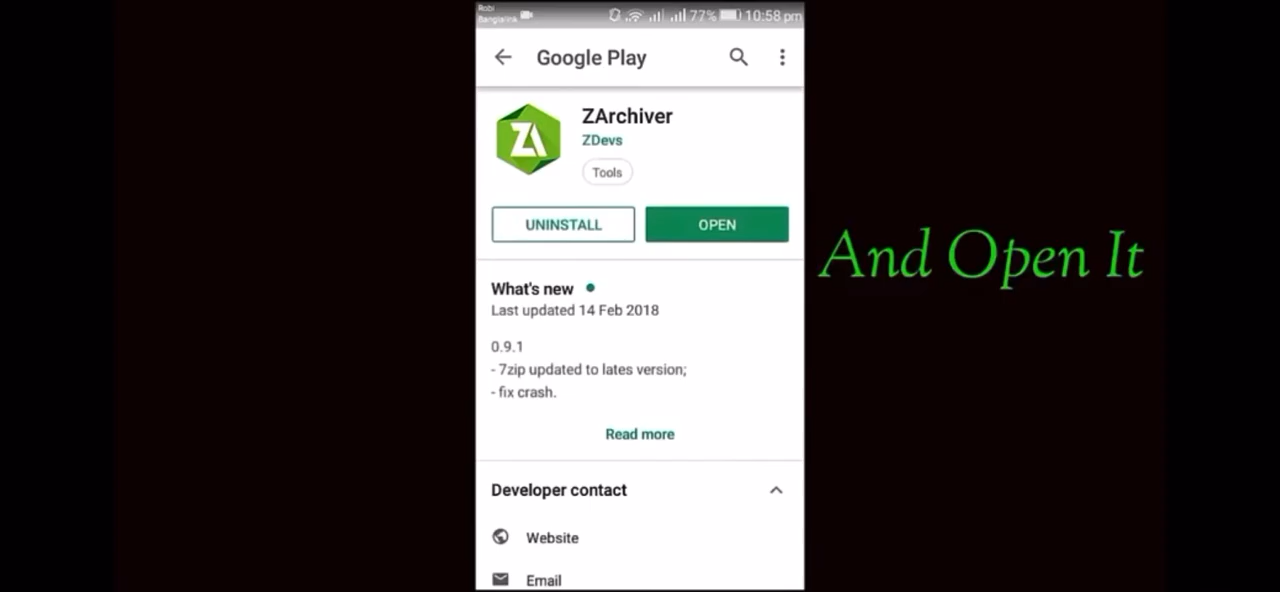 Robi
Banglalink
77%
10:58 pm
Google Play
ZA
ZArchiver
ZDevs
Tools
UNINSTALL
OPEN
And Open It
What's new
Last updated 14 Feb 2018
0.9.1
- 7zip updated to lates version;
- fix crash.
Read more
Developer contact
Website
Email